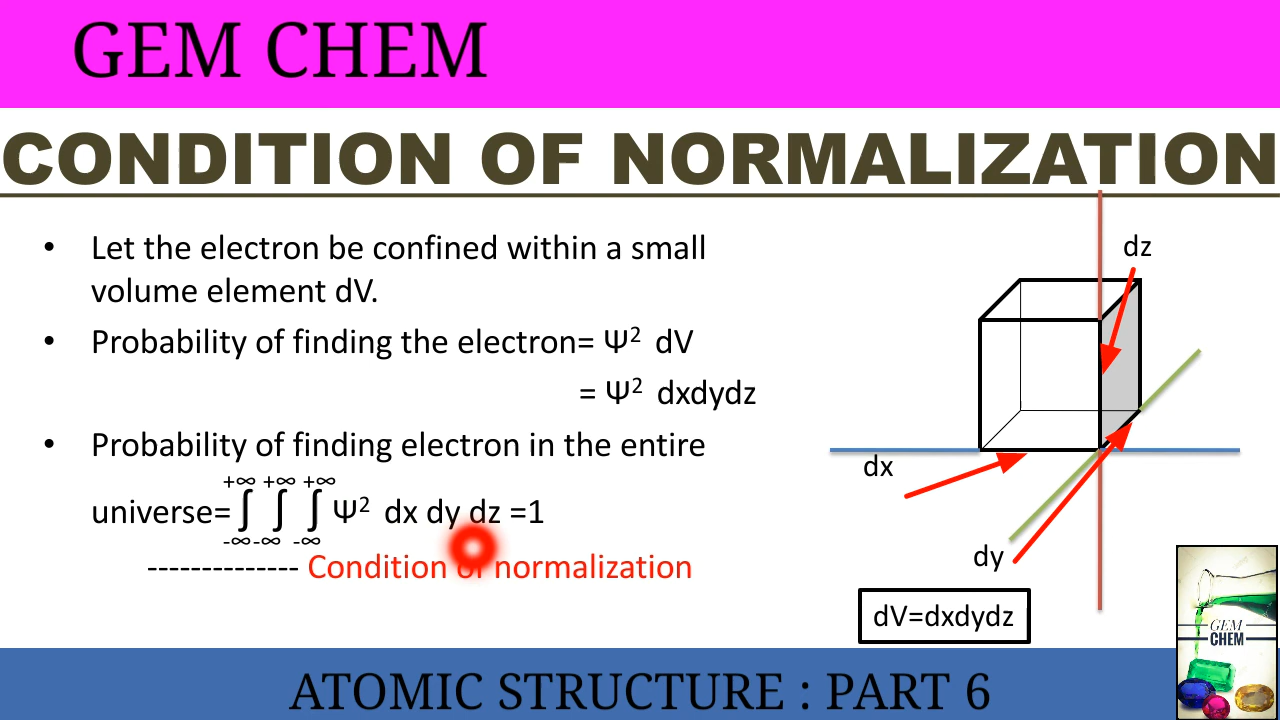 GEM CHEM
CONDITION OF NORMALIZATION
• Let the electron be confined within a small
volume element dV.
• Probability of finding the electron= Ψ² dV
= Ψ² dxdydz
• Probability of finding electron in the entire
+∞ +∞ +∞
universe=∫ ∫ ∫ Ψ² dx dy dz =1
-∞ -∞ -∞
-------------- Condition of normalization
dz
dx
dy
dV=dxdydz
GEM
CHEM
ATOMIC STRUCTURE : PART 6